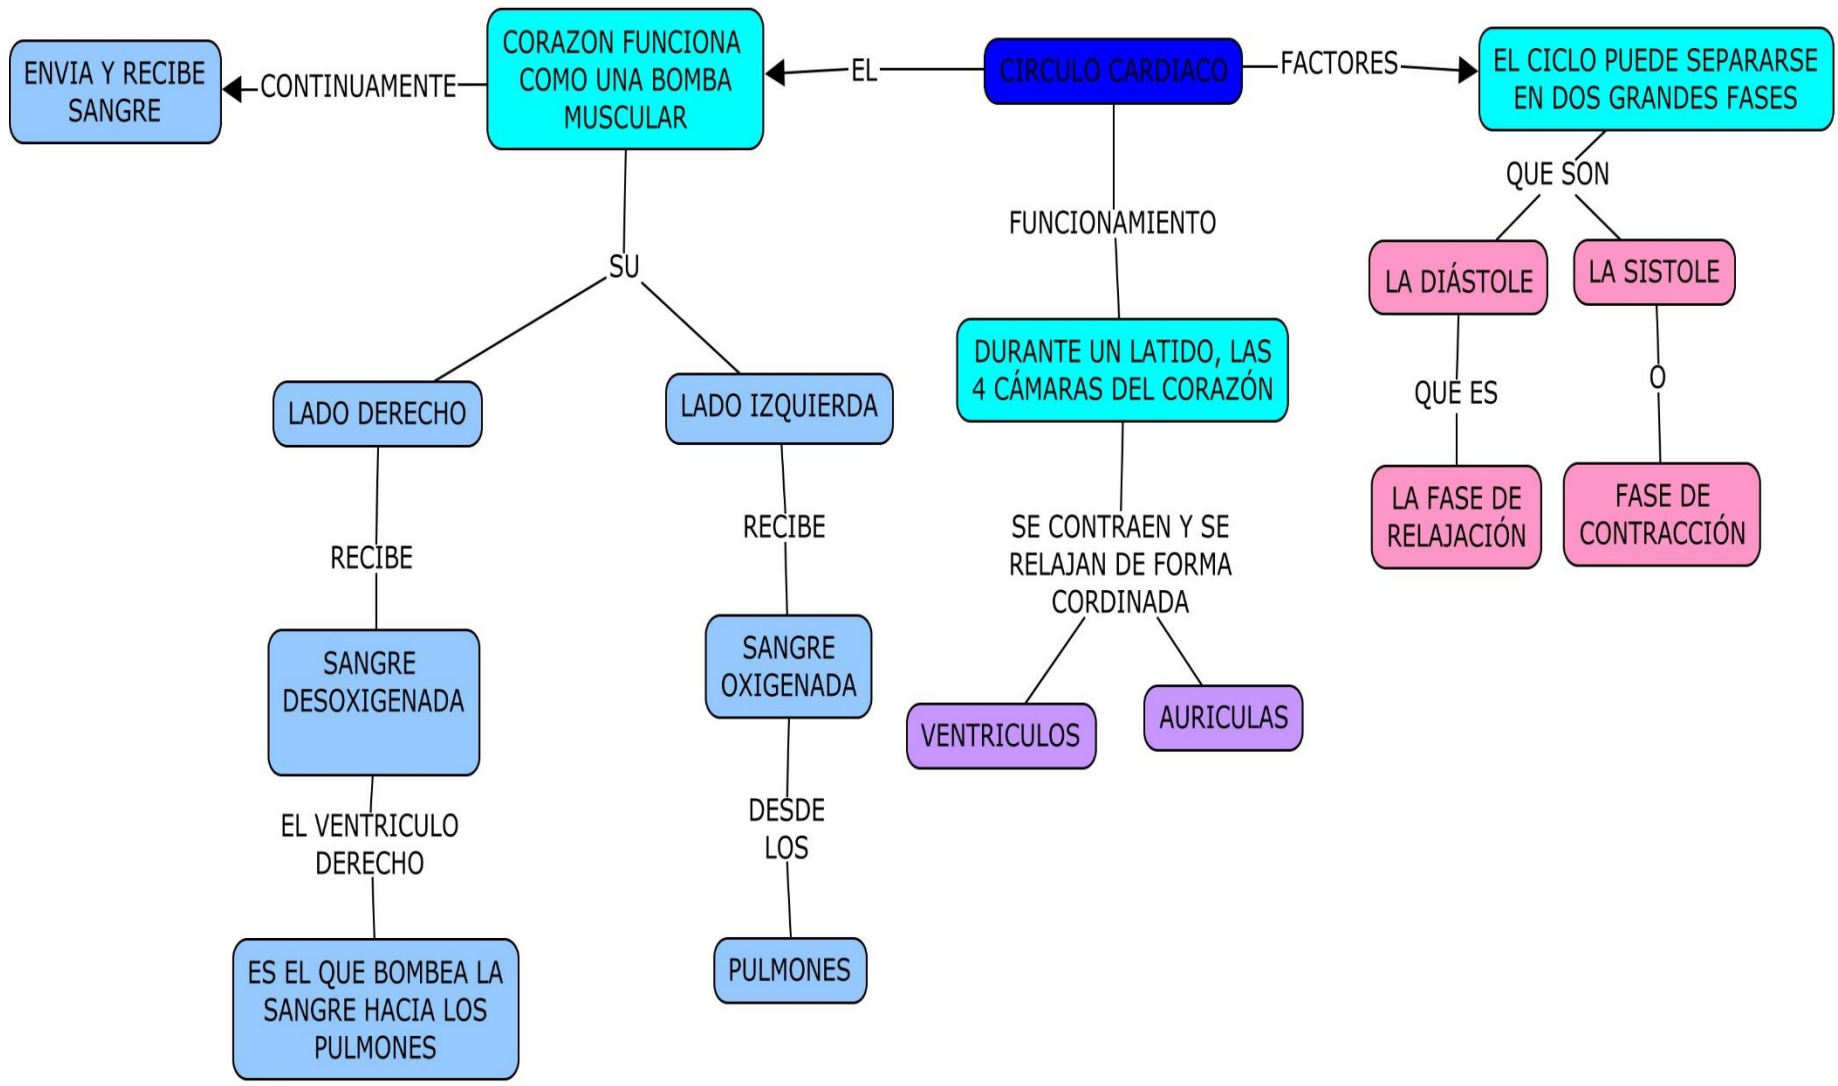 CIRCULO CARDIACO
EL
CORAZON FUNCIONA
COMO UNA BOMBA
MUSCULAR
CONTINUAMENTE
ENVIA Y RECIBE
SANGRE
SU
LADO DERECHO
RECIBE
SANGRE
DESOXIGENADA
EL VENTRICULO
DERECHO
ES EL QUE BOMBEA LA
SANGRE HACIA LOS
PULMONES
LADO IZQUIERDA
RECIBE
SANGRE
OXIGENADA
DESDE
LOS
PULMONES
FUNCIONAMIENTO
DURANTE UN LATIDO, LAS
4 CÁMARAS DEL CORAZÓN
SE CONTRAEN Y SE
RELAJAN DE FORMA
CORDINADA
VENTRICULOS
AURICULAS
FACTORES
EL CICLO PUEDE SEPARARSE
EN DOS GRANDES FASES
QUE SON
LA DIÁSTOLE
QUE ES
LA FASE DE
RELAJACIÓN
LA SISTOLE
O
FASE DE
CONTRACCIÓN